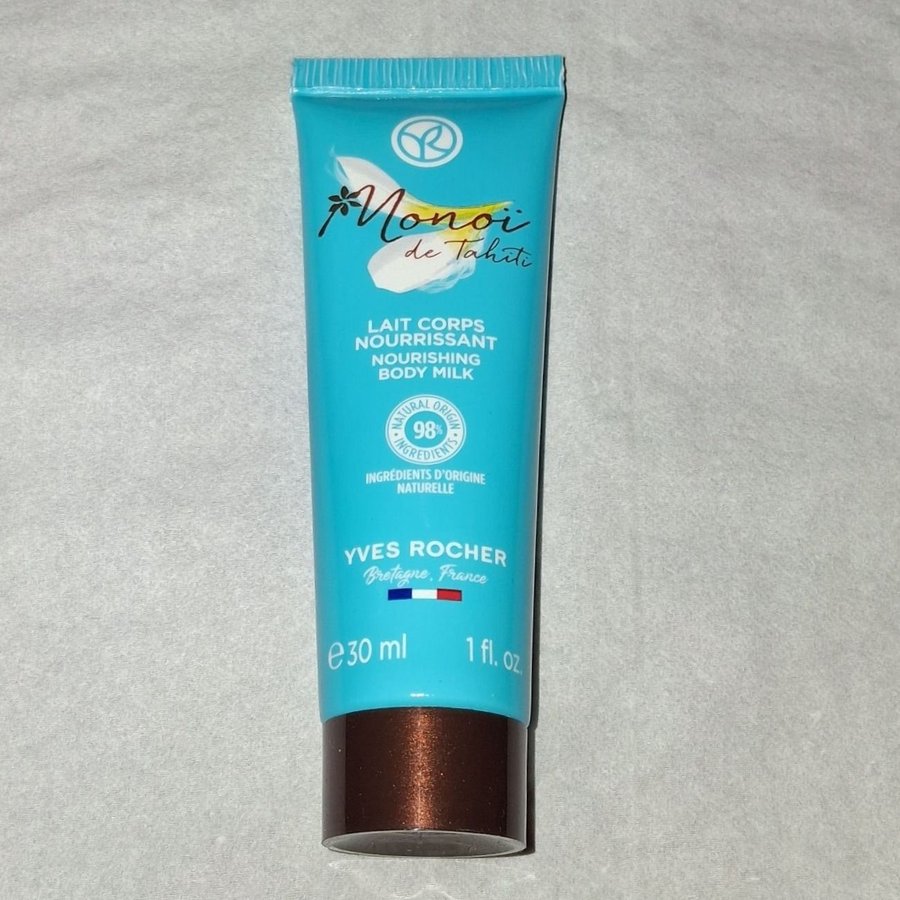 Monoï
de Tahiti
LAIT CORPS
NOURRISSANT
NOURISHING
BODY MILK
NATURAL ORIGIN
98%
• INGREDIENTS •
INGRÉDIENTS D'ORIGINE
NATURELLE
YVES ROCHER
Bretagne, France
℮30 ml 1 fl. oz.